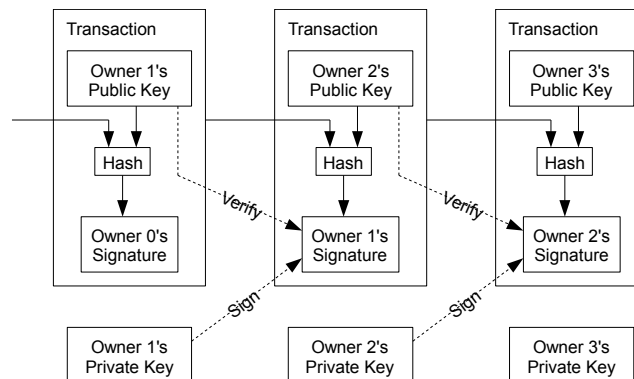 Transaction
Transaction
Transaction
Owner 1's
Public Key
Owner 2's
Public Key
Owner 3's
Public Key
Hash
Hash
Hash
Verify
Verify
Owner 0's
Signature
Owner 1's
Signature
Owner 2's
Signature
Sign
Sign
Owner 1's
Private Key
Owner 2's
Private Key
Owner 3's
Private Key